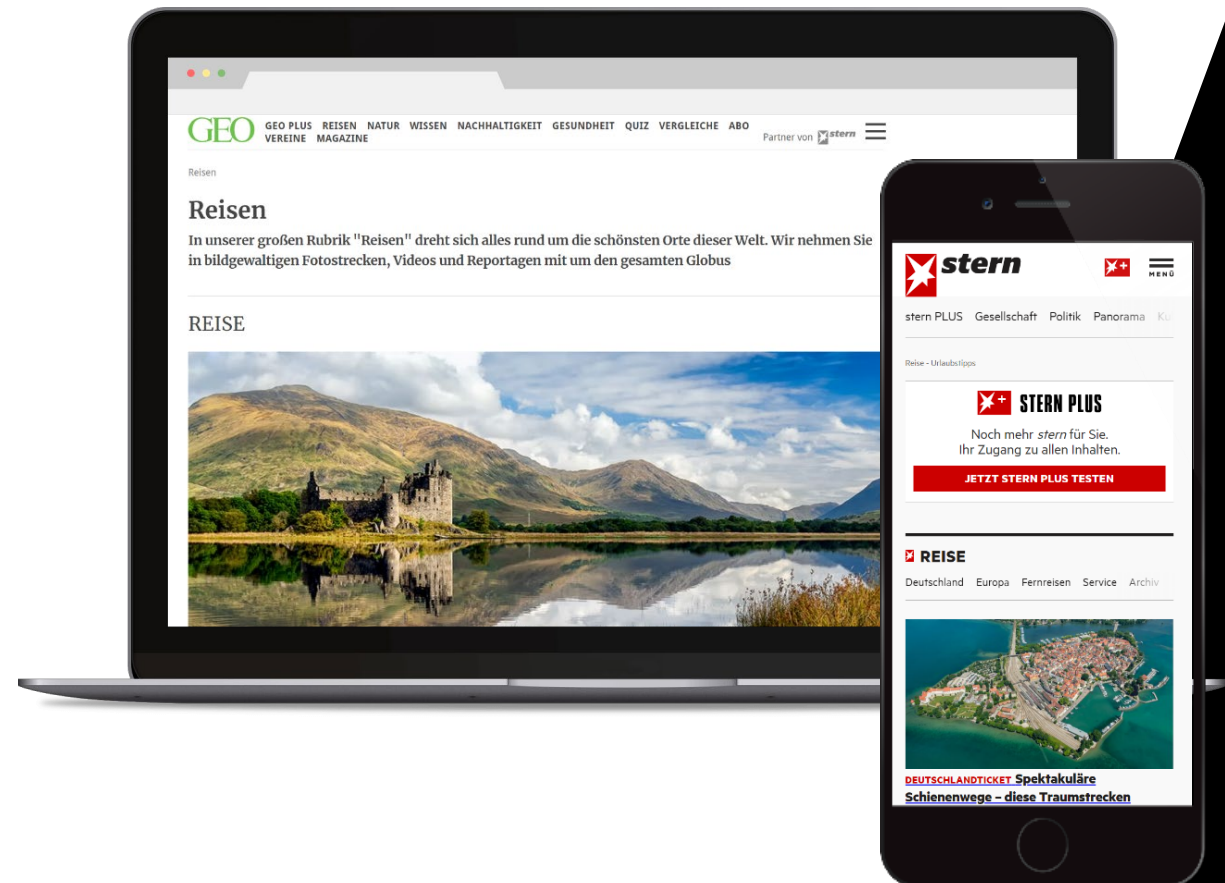 GEO
GEO PLUS REISEN NATUR WISSEN NACHHALTIGKEIT GESUNDHEIT QUIZ VERGLEICHE ABO
VEREINE MAGAZINE
Partner von stern
Reisen
Reisen
In unserer großen Rubrik "Reisen" dreht sich alles rund um die schönsten Orte dieser Welt. Wir nehmen Sie
in bildgewaltigen Fotostrecken, Videos und Reportagen mit um den gesamten Globus
REISE
stern
MENÜ
stern PLUS Gesellschaft Politik Panorama
Reise - Urlaubstipps
STERN PLUS
Noch mehr stern für Sie.
Ihr Zugang zu allen Inhalten.
JETZT STERN PLUS TESTEN
REISE
Deutschland Europa Fernreisen Service Archiv
DEUTSCHLANDTICKET Spektakuläre
Schienenwege – diese Traumstrecken